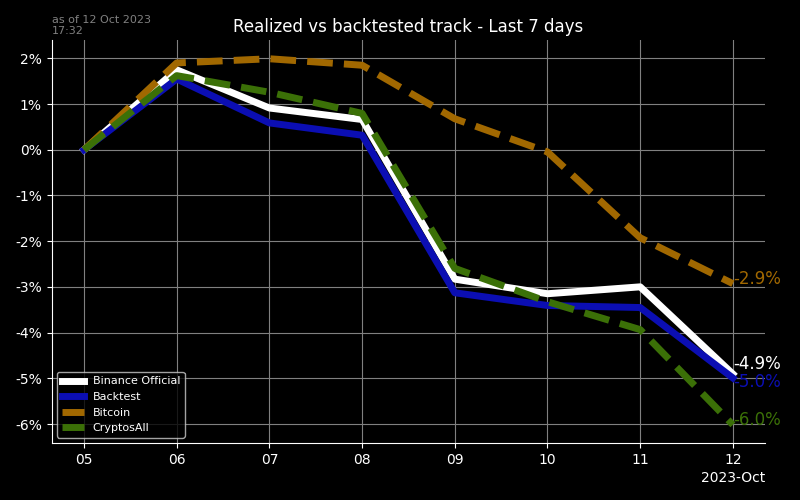 as of 12 Oct 2023
17:32
Realized vs backtested track - Last 7 days
2%
1%
0%
-1%
-2%
-3%
-4%
-5%
-6%
-2.9%
-4.9%
-5.0%
-6.0%
Binance Official
Backtest
Bitcoin
CryptosAll
05 06 07 08 09 10 11 12
2023-Oct